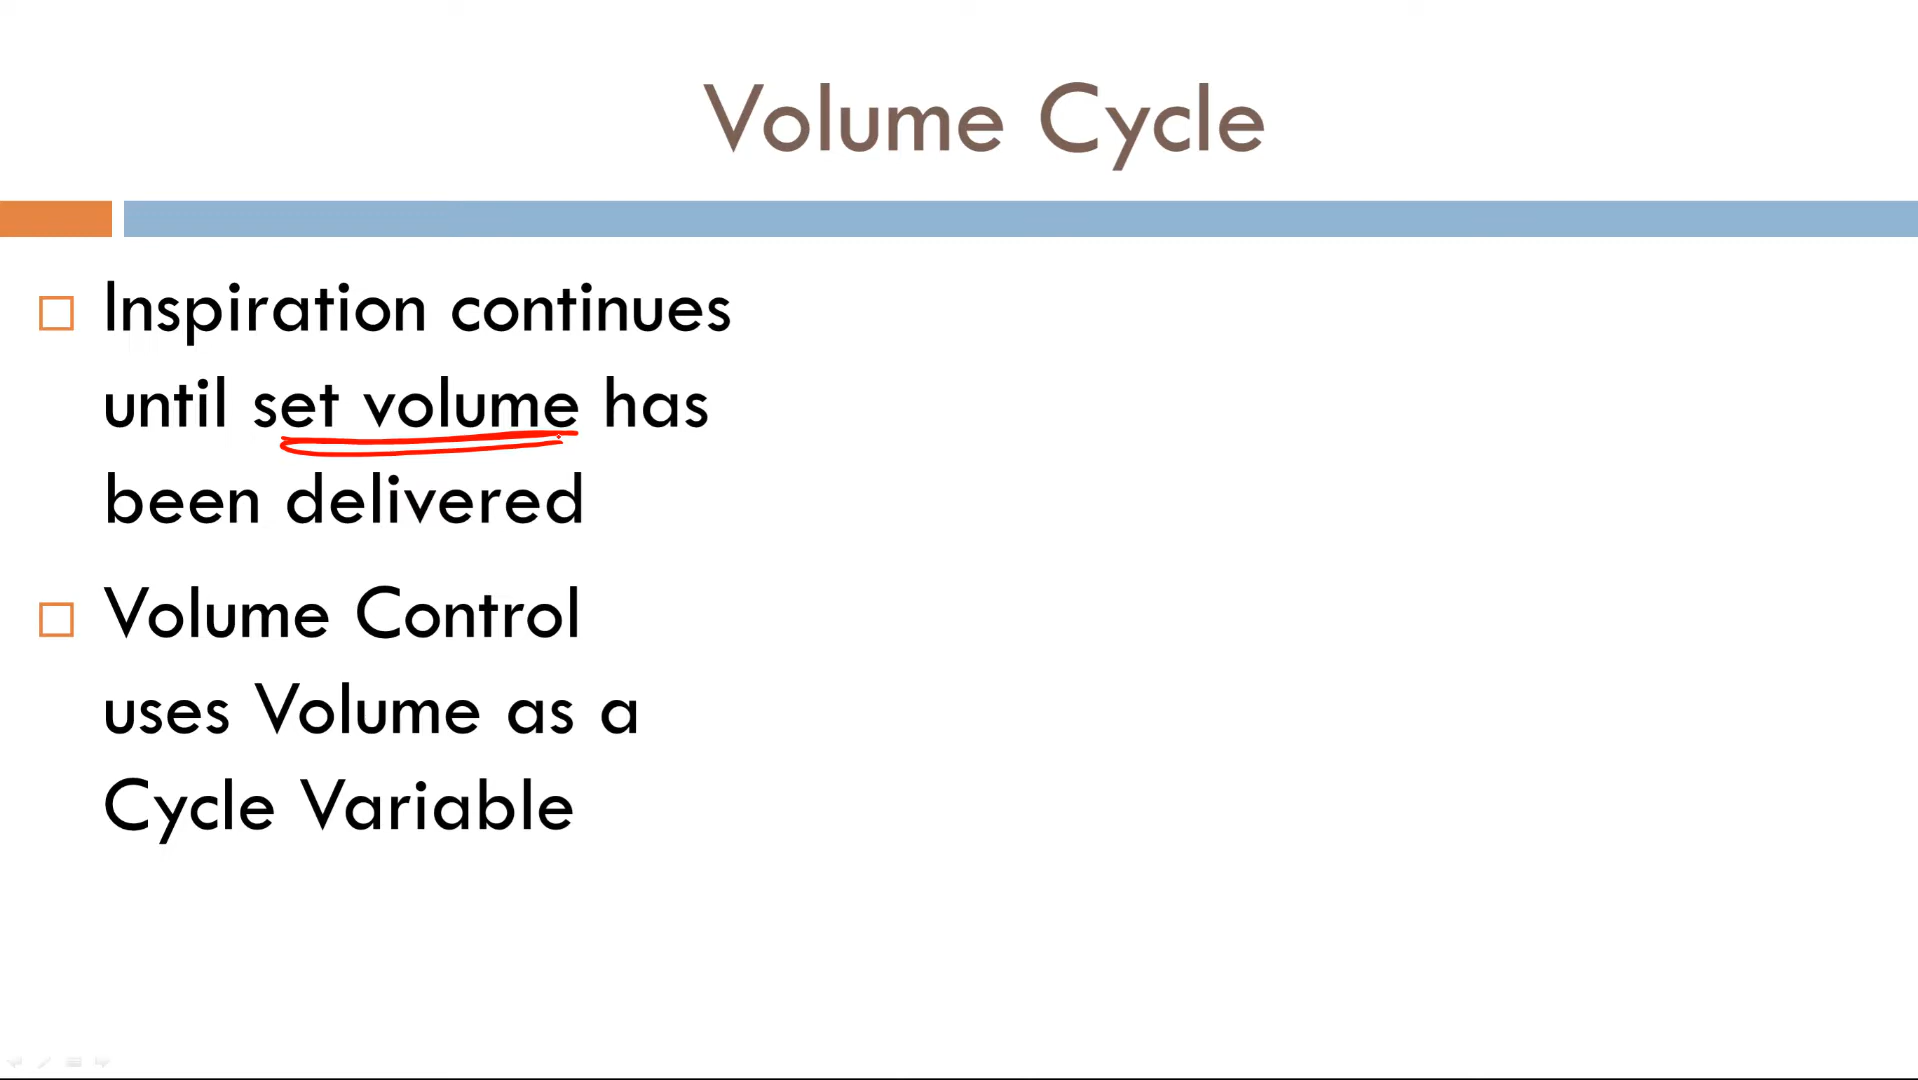 Volume Cycle
Inspiration continues
until set volume has
been delivered
Volume Control
uses Volume as a
Cycle Variable